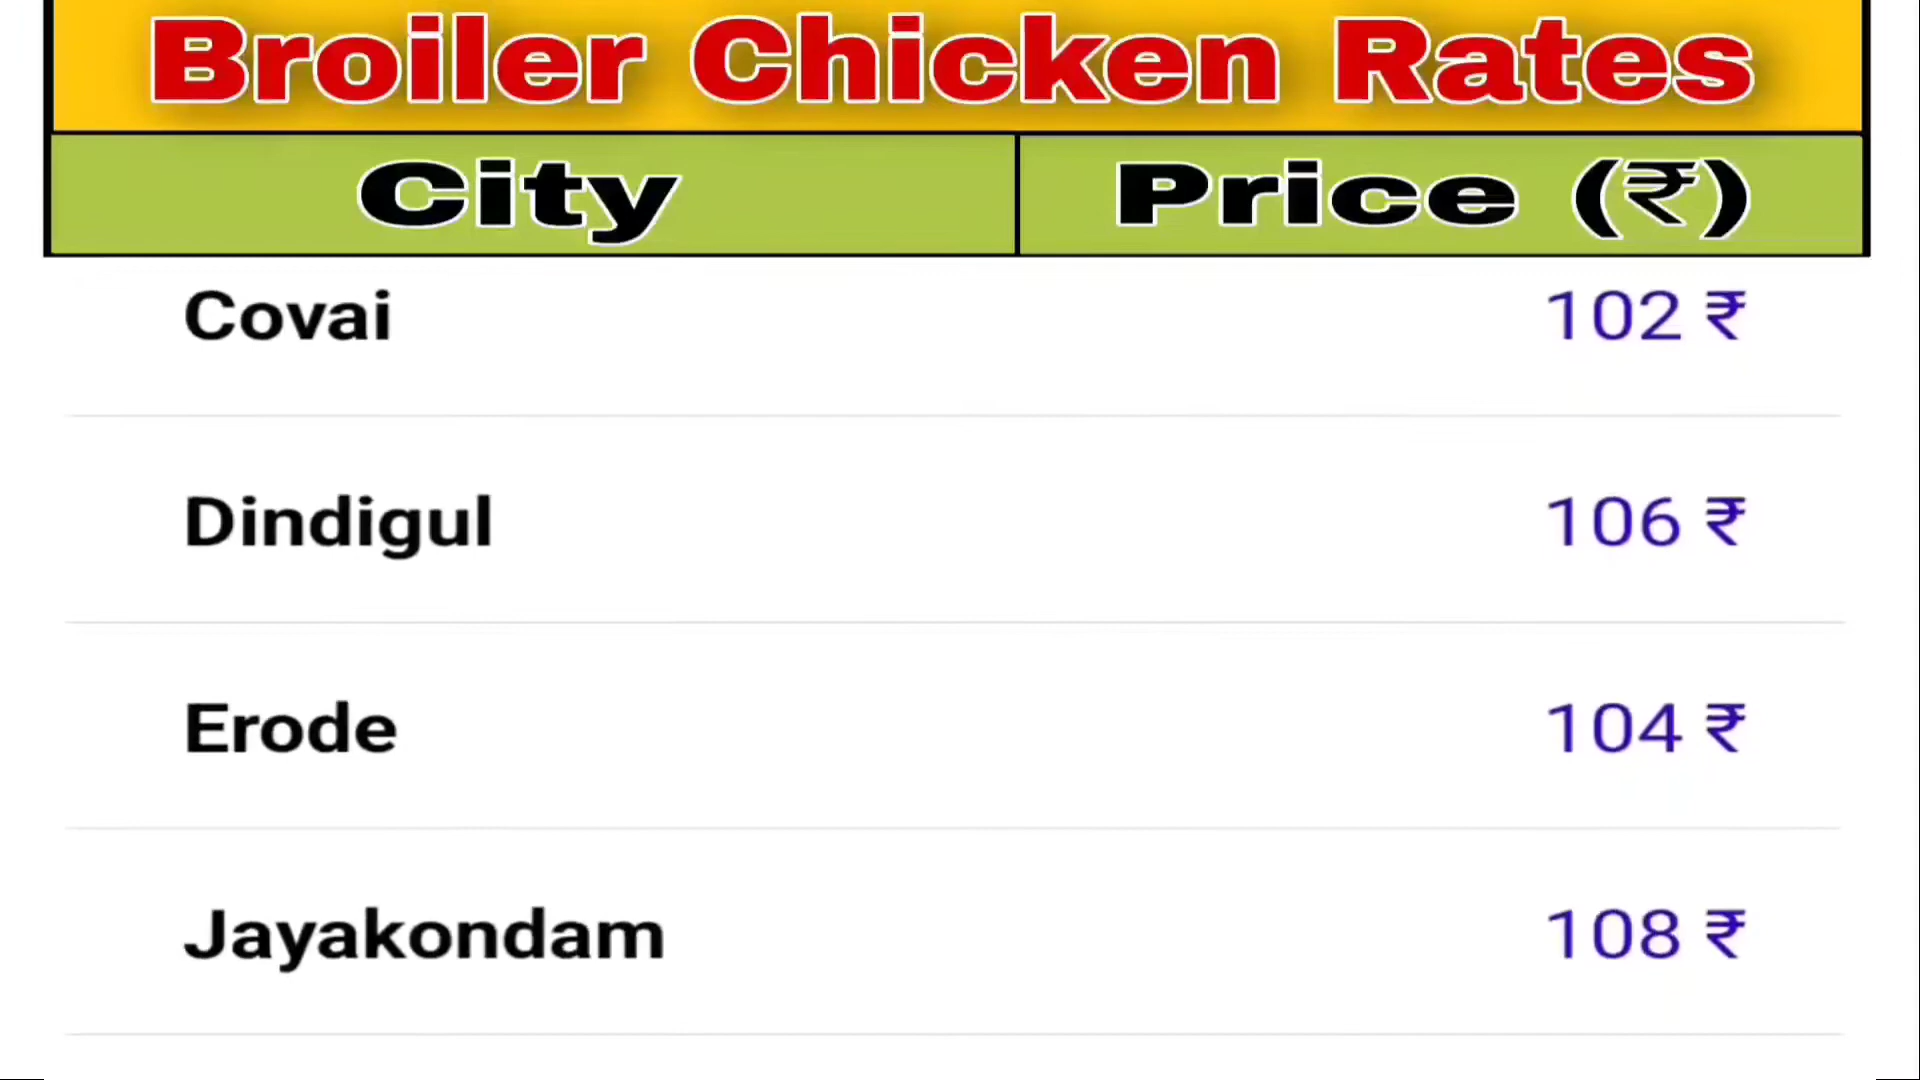 Broiler Chicken Rates
City Price (₹)
Covai 102 ₹
Dindigul 106 ₹
Erode 104 ₹
Jayakondam 108 ₹